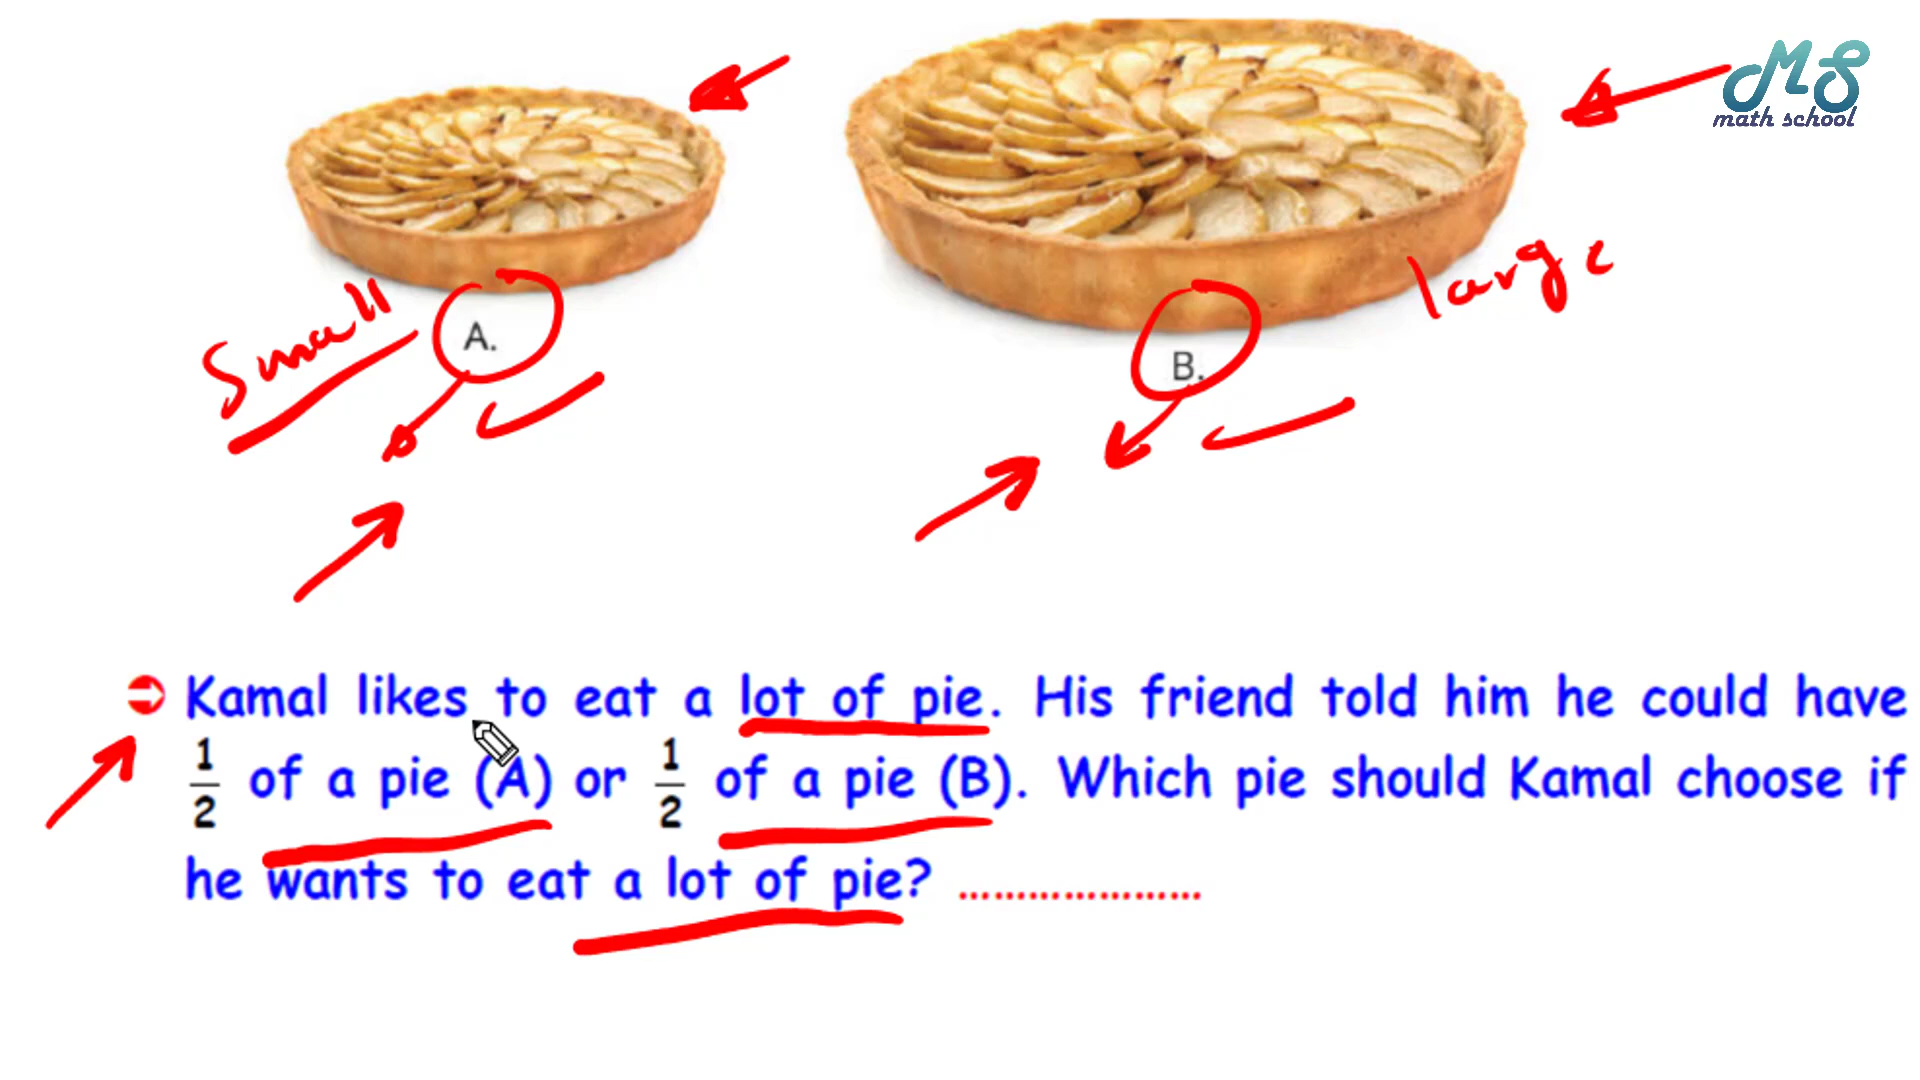 MS
math school
large
Small
A.
B.
Kamal likes to eat a lot of pie. His friend told him he could have
1/2 of a pie (A) or 1/2 of a pie (B). Which pie should Kamal choose if
he wants to eat a lot of pie? .....................